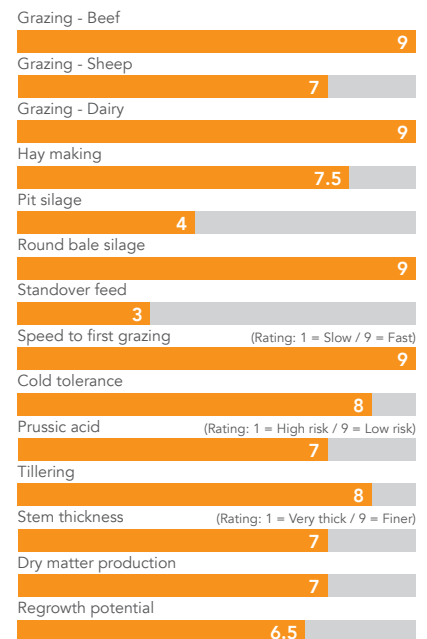 Grazing - Beef
9
Grazing - Sheep
7
Grazing - Dairy
9
Hay making
7.5
Pit silage
4
Round bale silage
9
Standover feed
3
Speed to first grazing (Rating: 1 = Slow / 9 = Fast)
9
Cold tolerance
8
Prussic acid (Rating: 1 = High risk / 9 = Low risk)
7
Tillering
8
Stem thickness (Rating: 1 = Very thick / 9 = Finer)
7
Dry matter production
7
Regrowth potential
6.5